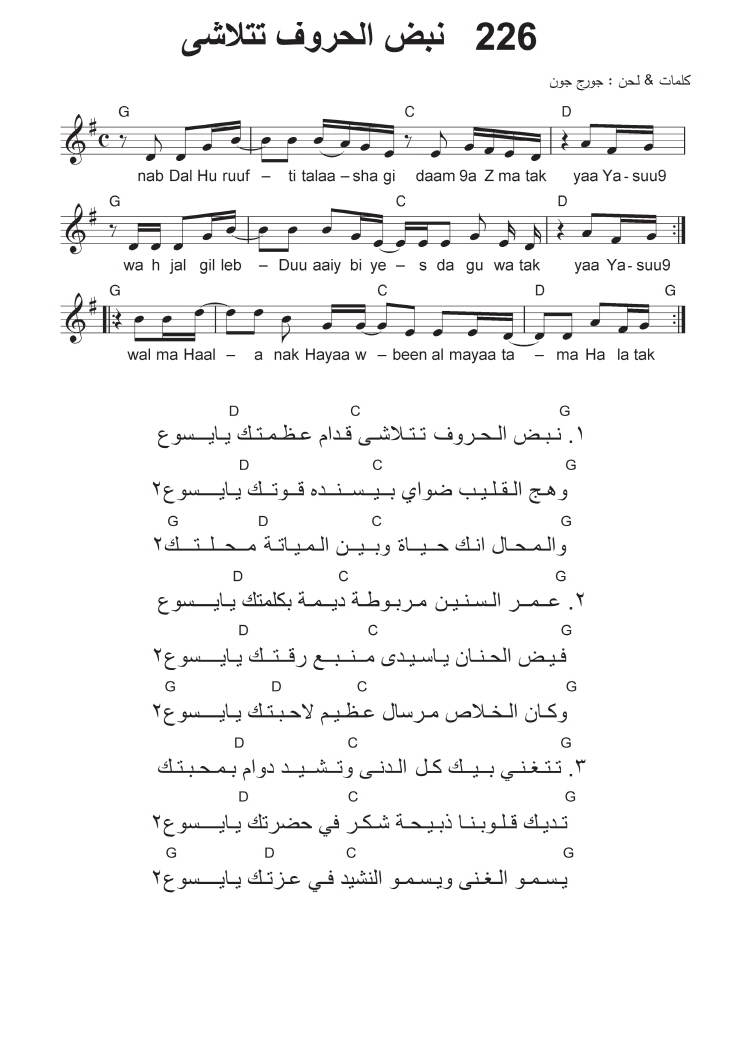 226 نبض الحروف تتلاشى
كلمات & لحن : جورج جون
G C D
nab Dal Hu ruuf – ti talaa – sha gi daam 9a Z ma tak yaa Ya - suu9
G C D
wa h jal gil leb – Duu aaiy bi ye – s da gu wa tak yaa Ya - suu9
G C D G
wal ma Haal – a nak Hayaa w – been al mayaa ta – ma Ha la tak
D C G
١. نبض الحروف تتلاشى قدام عظمتك يايسوع
D C G
وهج القليب ضواي بيسنده قوتك يايسوع٢
G D C G
والمحال انك حياة وبين المياتة محلتك٢
D C G
٢. عمر السنين مربوطة ديمة بكلمتك يايسوع
D C G
فيض الحنان ياسيدى منبع رقتك يايسوع٢
G D C G
وكان الخلاص مرسال عظيم لاحبتك يايسوع٢
D C G
٣. تتغني بيك كل الدنى وتشيد دوام بمحبتك
D C G
تديك قلوبنا ذبيحة شكر في حضرتك يايسوع٢
G D C G
يسمو الغنى ويسمو النشيد في عزتك يايسوع٢